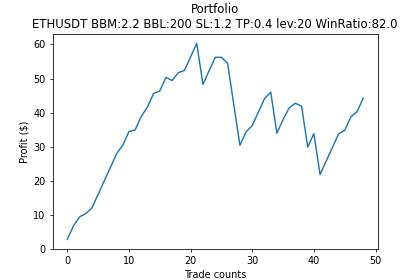 Portfolio
ETHUSDT BBM:2.2 BBL:200 SL:1.2 TP:0.4 lev:20 WinRatio:82.0
60
50
40
30
20
10
0
Profit ($)
0 10 20 30 40 50
Trade counts